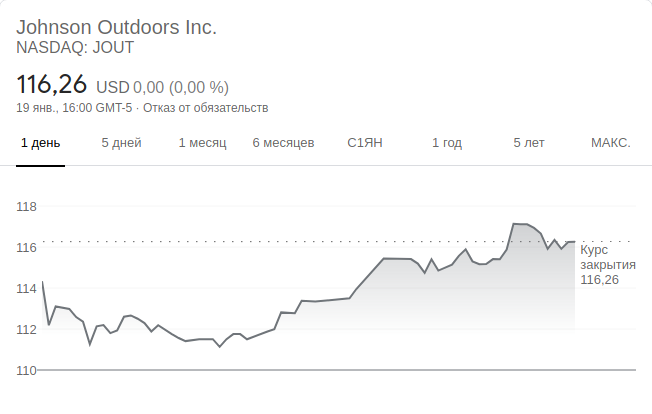 Johnson Outdoors Inc.
NASDAQ: JOUT
116,26 USD 0,00 (0,00 %)
19 янв., 16:00 GMT-5 · Отказ от обязательств
1 день 5 дней 1 месяц 6 месяцев С1ЯН 1 год 5 лет МАКС.
118
116
114
112
110
Курс
закрытия
116,26